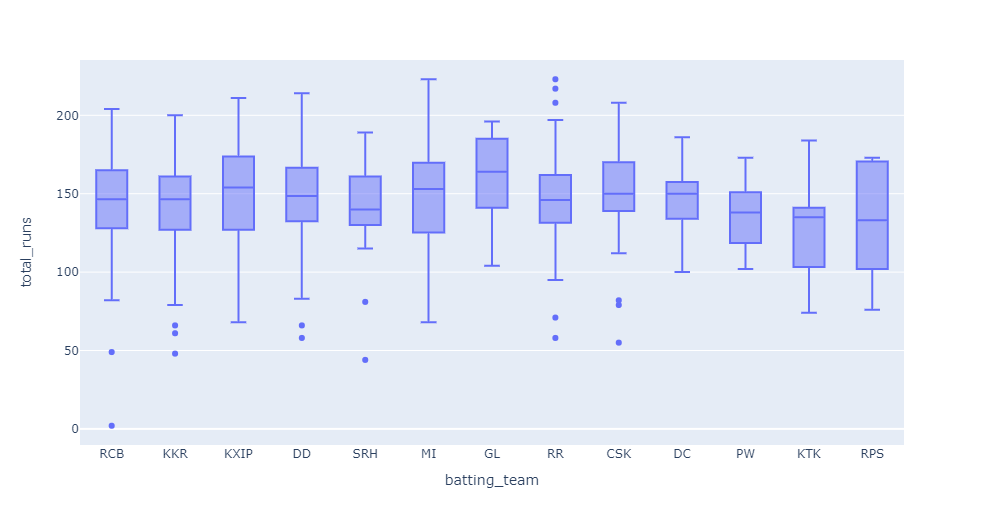 total_runs
200
150
100
50
0
RCB KKR KXIP DD SRH MI GL RR CSK DC PW KTK RPS
batting_team